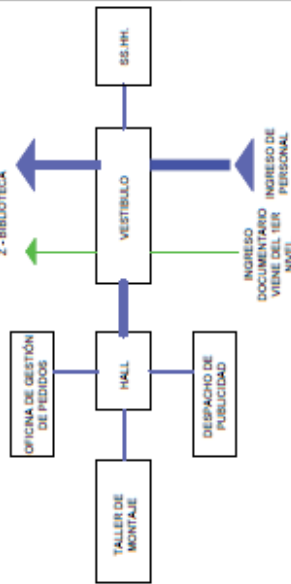 TALLER DE
MONTAJE
OFICINA DE GESTIÓN
DE PEDIDOS
HALL
DESPACHO DE
PUBLICIDAD
Z - BIBLIOTECA
VESTIBULO
INGRESO
DOCUMENTARIO
VIENE DEL 1ER
NIVEL
INGRESO DE
PERSONAL
SS.HH.